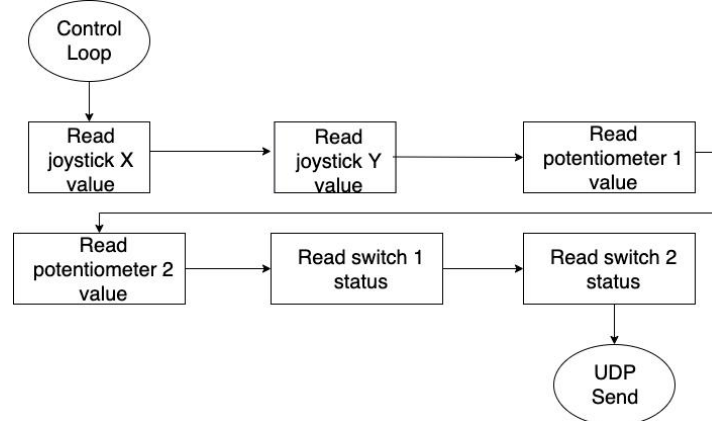 Control
Loop
Read
joystick X
value
Read
joystick Y
value
Read
potentiometer 1
value
Read
potentiometer 2
value
Read switch 1
status
Read switch 2
status
UDP
Send